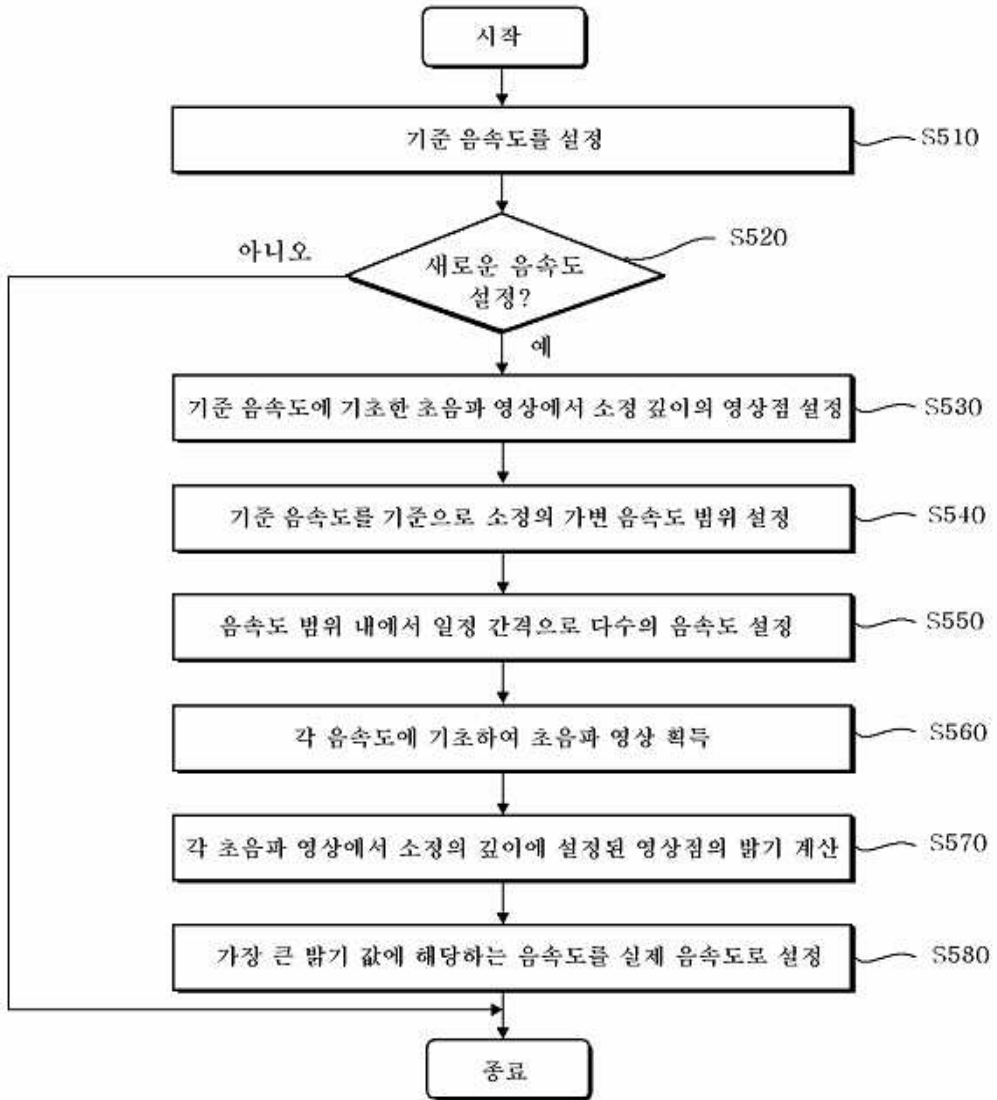 시작
기준 음속도를 설정
S510
새로운 음속도
설정?
S520
아니오
예
기준 음속도에 기초한 초음파 영상에서 소정 깊이의 영상점 설정
S530
기준 음속도를 기준으로 소정의 가변 음속도 범위 설정
S540
음속도 범위 내에서 일정 간격으로 다수의 음속도 설정
S550
각 음속도에 기초하여 초음파 영상 획득
S560
각 초음파 영상에서 소정의 깊이에 설정된 영상점의 밝기 계산
S570
가장 큰 밝기 값에 해당하는 음속도를 실제 음속도로 설정
S580
종료